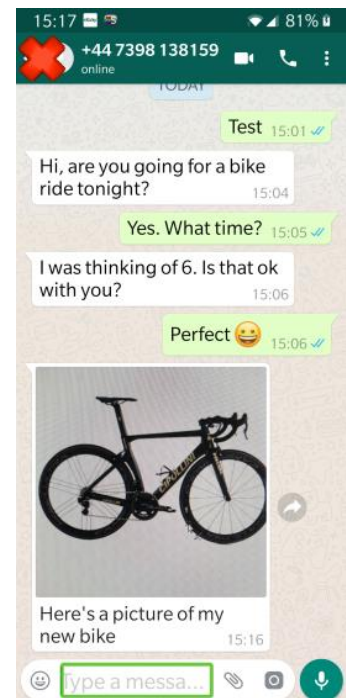 15:17 81%
+44 7398 138159
online
TODAY
Test 15:01
Hi, are you going for a bike
ride tonight?
15:04
Yes. What time? 15:05
I was thinking of 6. Is that ok
with you?
15:06
Perfect😀 15:06
CIPOLLINI
Here's a picture of my
new bike
15:16
Type a messa...